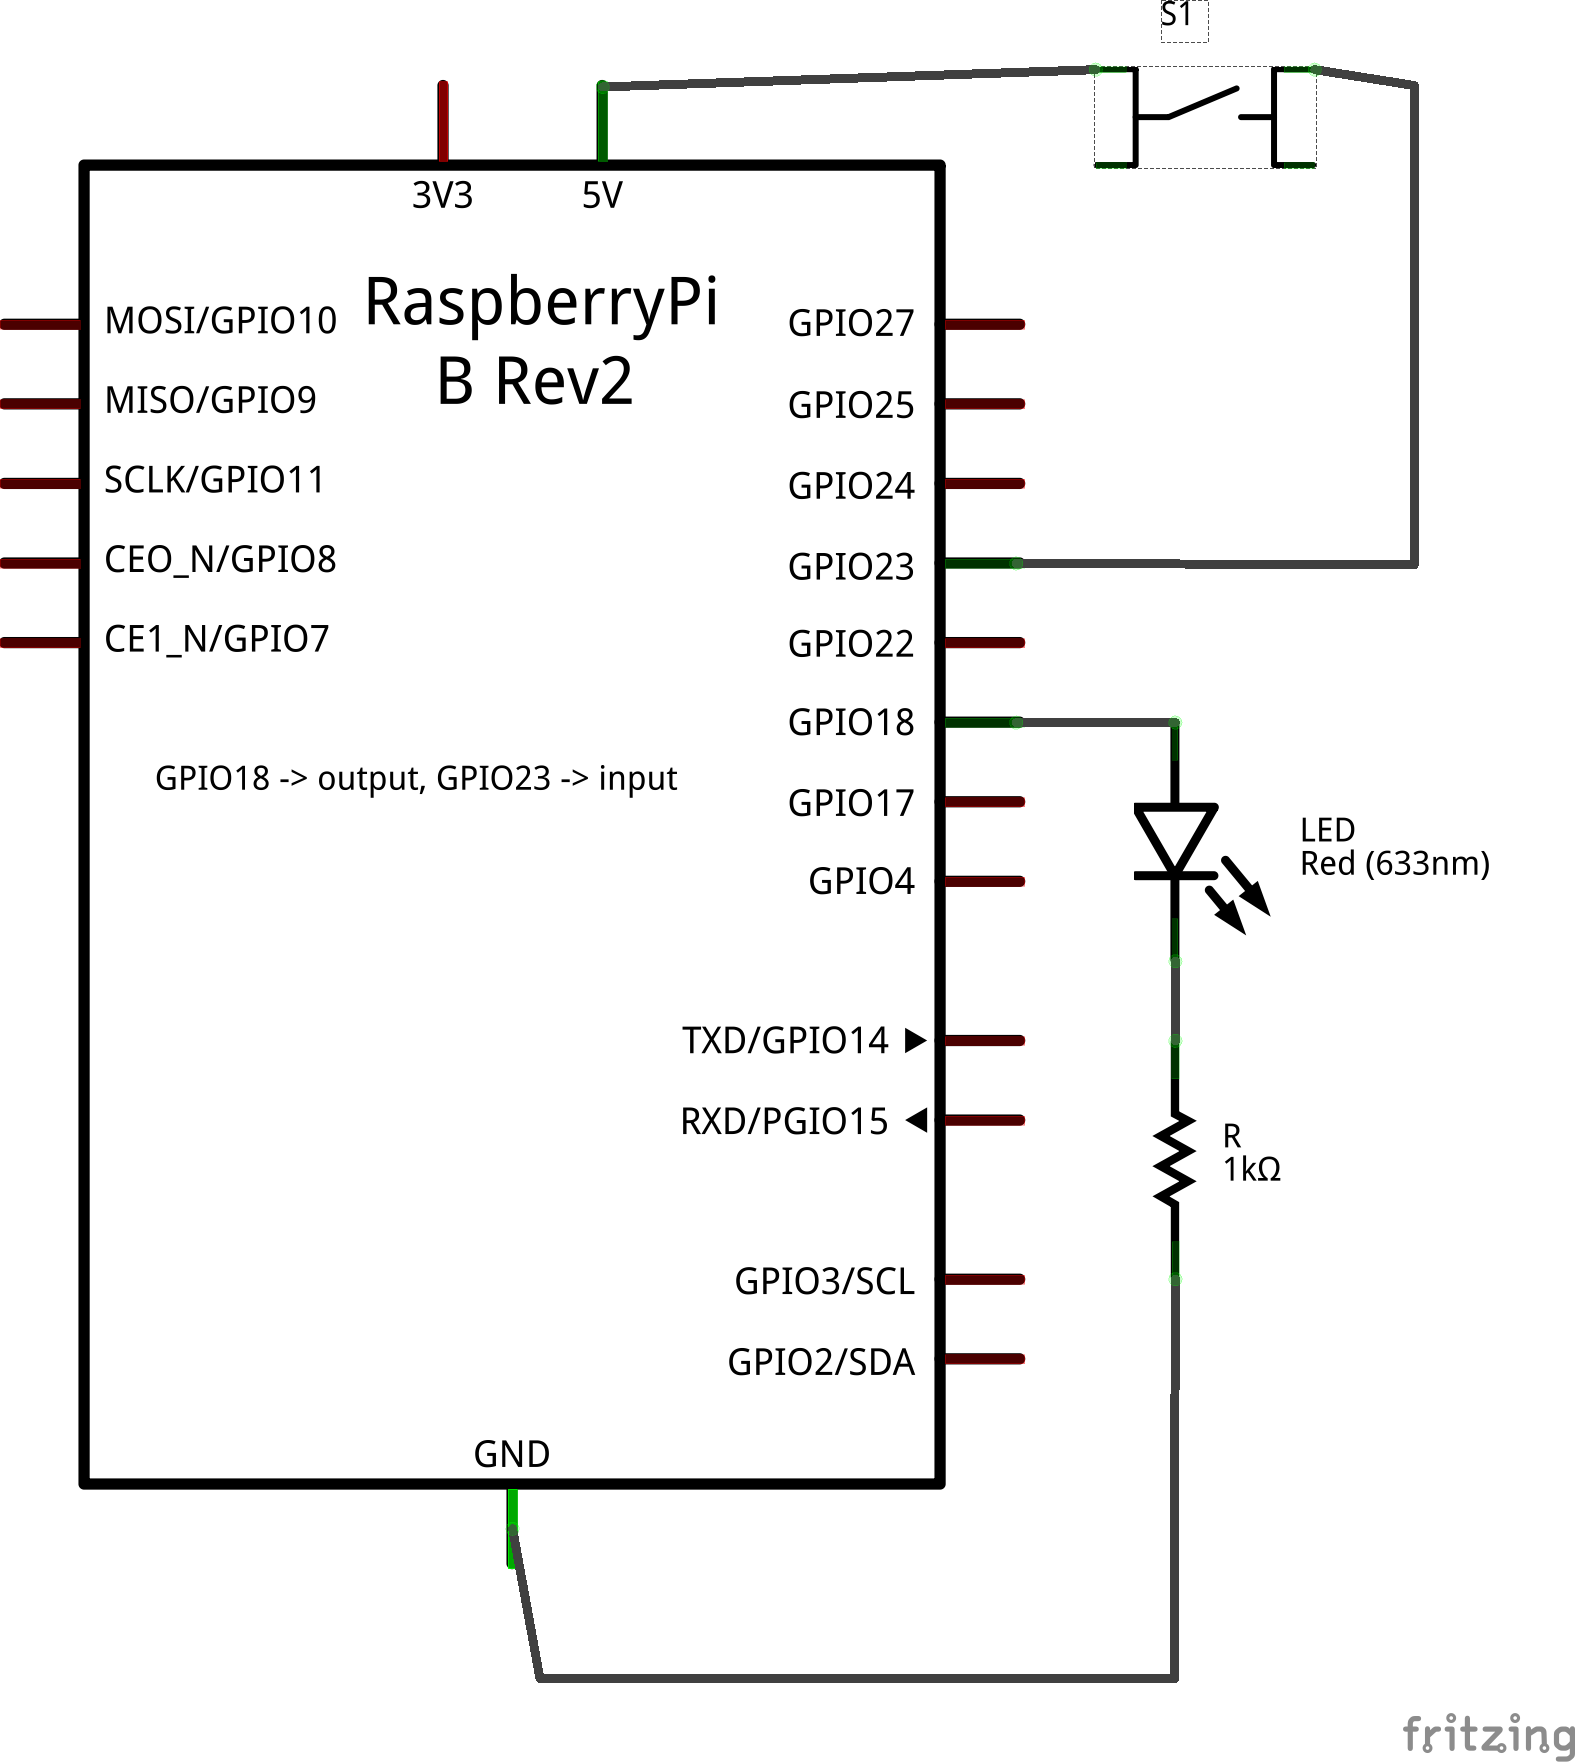 S1
3V3
5V
RaspberryPi
B Rev2
MOSI/GPIO10
MISO/GPIO9
SCLK/GPIO11
CEO_N/GPIO8
CE1_N/GPIO7
GPIO27
GPIO25
GPIO24
GPIO23
GPIO22
GPIO18
GPIO18 -> output, GPIO23 -> input
GPIO17
GPIO4
LED
Red (633nm)
TXD/GPIO14
RXD/PGIO15
R
1kΩ
GPIO3/SCL
GPIO2/SDA
GND
fritzing